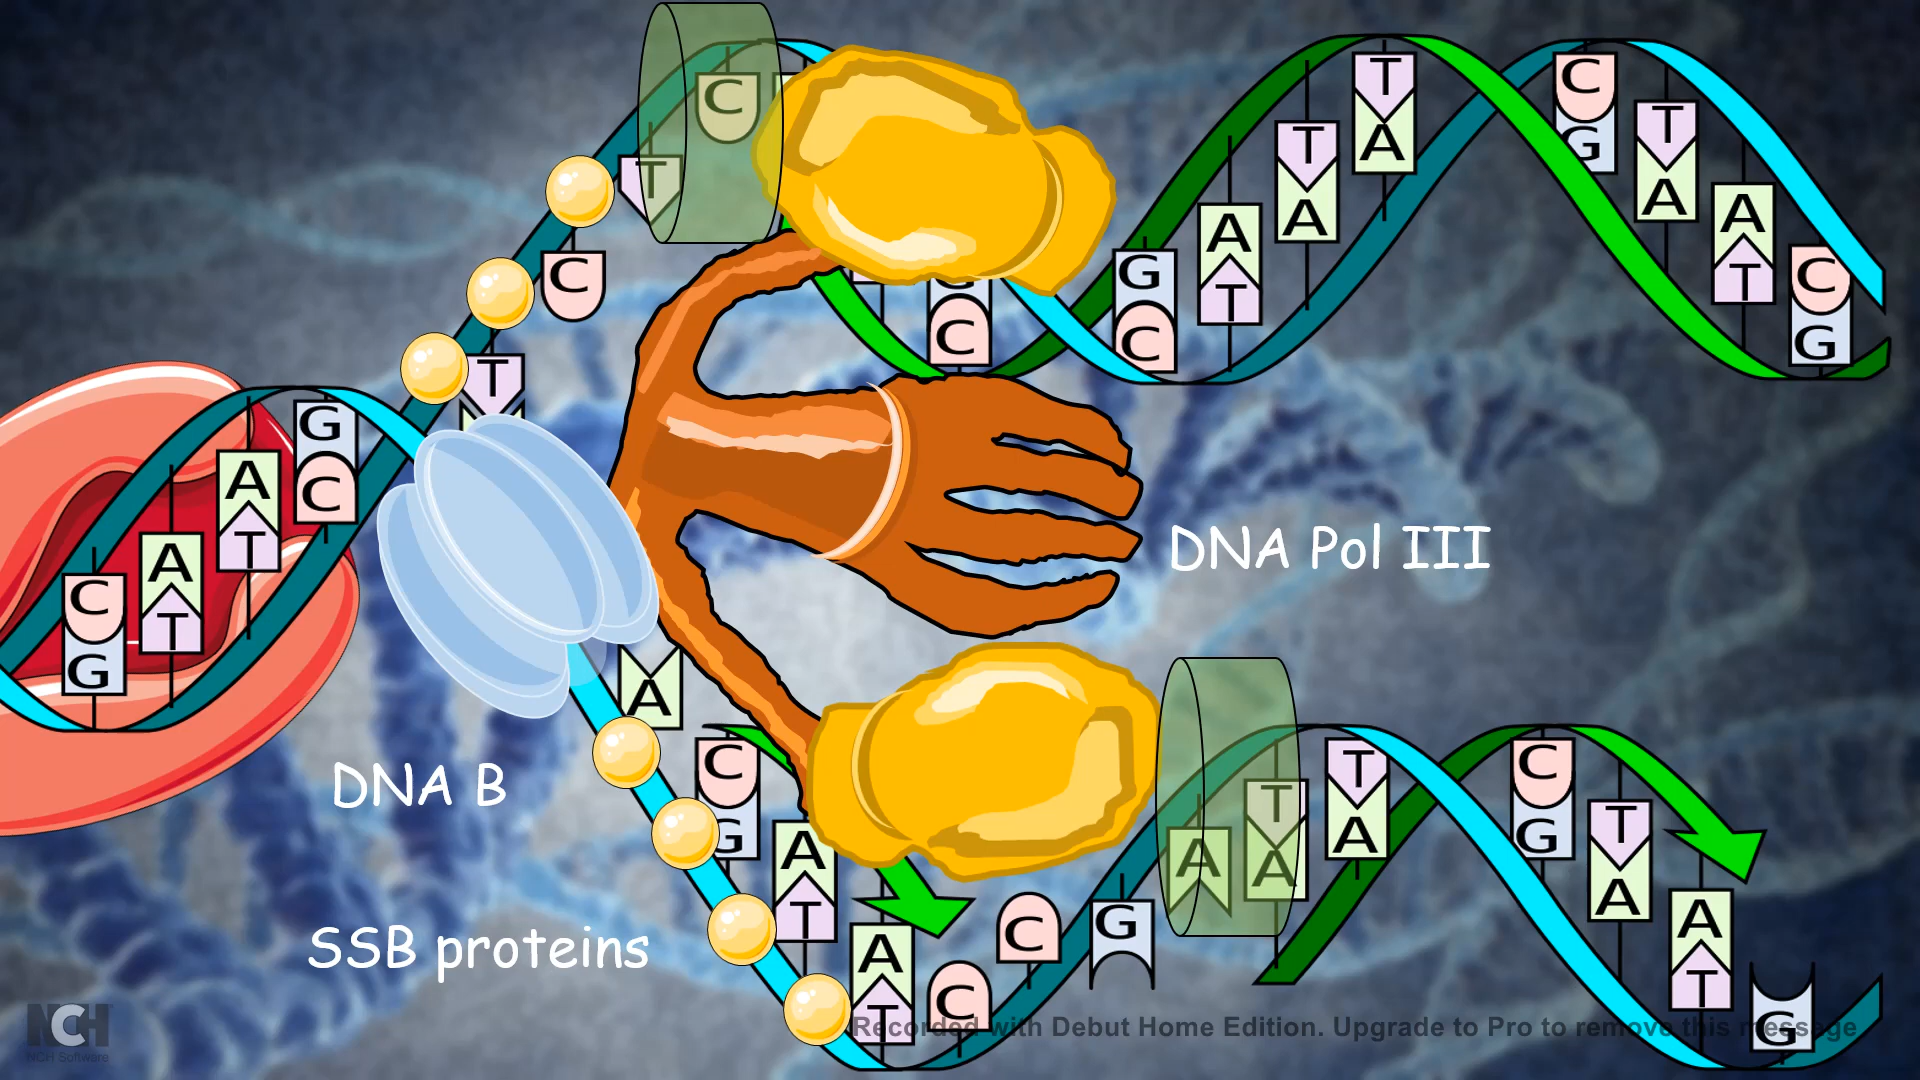 C
T
C
T
G
C
T
A
T
A
T
A
G
C
C
G
T
A
A
T
C
G
G
C
A
T
A
T
C
G
DNA Pol III
A
DNA B
C
G
A
T
A
T
C
C
G
A
T
A
T
A
C
G
T
A
A
T
G
SSB proteins
NCH
NCH Software
Recorded with Debut Home Edition. Upgrade to Pro to remove this message